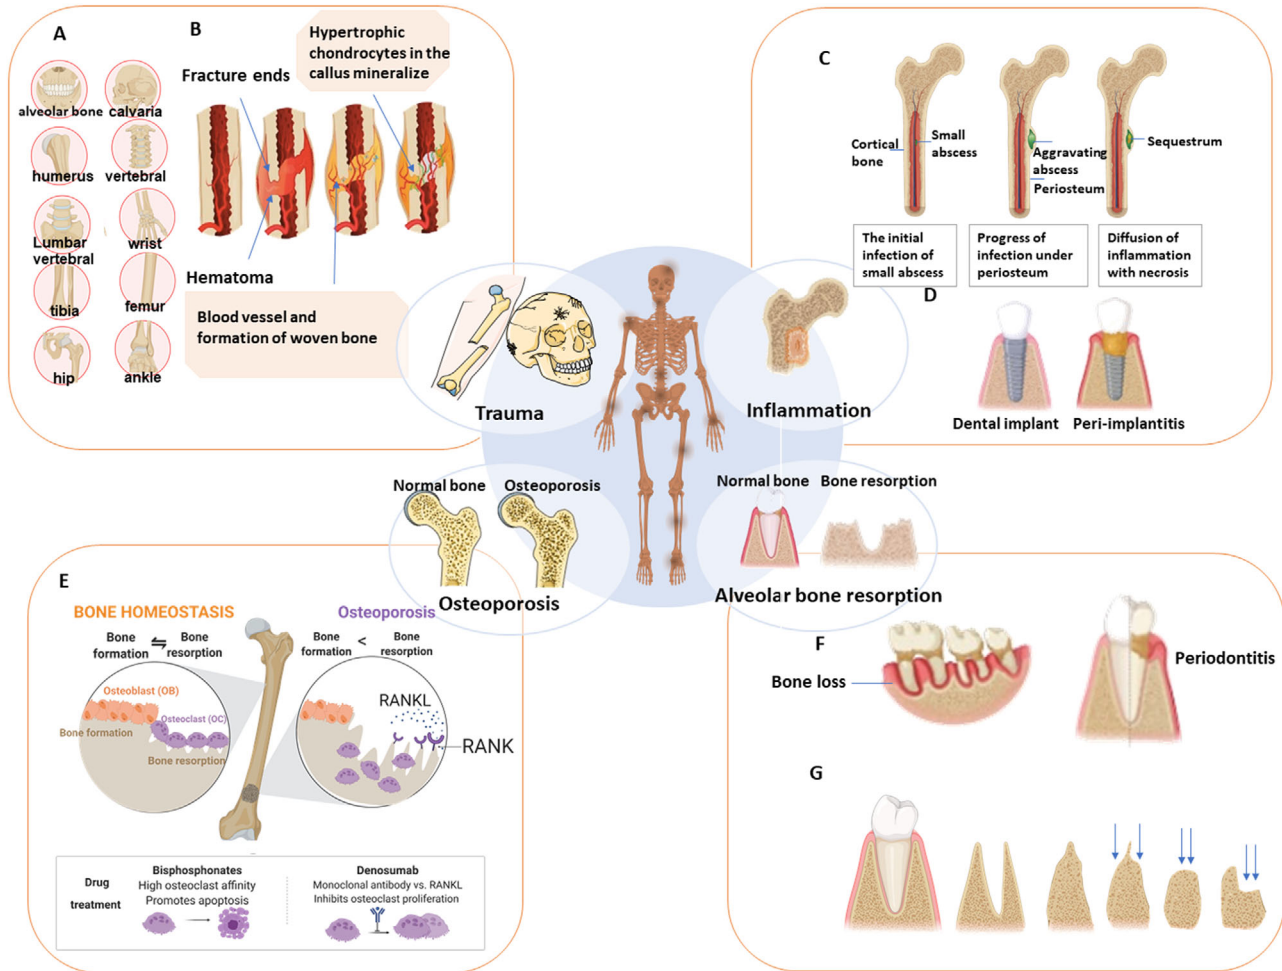 A
alveolar bone
calvaria
humerus
vertebral
Lumbar
vertebral
wrist
tibia
femur
hip
ankle
B
Hypertrophic
chondrocytes in the
callus mineralize
Fracture ends
Hematoma
Blood vessel and
formation of woven bone
C
Cortical
bone
Small
abscess
Aggravating
abscess
Periosteum
Sequestrum
The initial
infection of
small abscess
Progress of
infection under
periosteum
Diffusion of
inflammation
with necrosis
D
Dental implant
Peri-implantitis
Trauma
Inflammation
Normal bone
Osteoporosis
Osteoporosis
Normal bone
Bone resorption
Alveolar bone resorption
E
BONE HOMEOSTASIS
Bone
formation
⇋
Bone
resorption
Osteoporosis
Bone
formation
<
Bone
resorption
Osteoblast (OB)
Osteoclast (OC)
Bone formation
Bone resorption
RANKL
RANK
Drug
treatment
Bisphosphonates
High osteoclast affinity
Promotes apoptosis
Denosumab
Monoclonal antibody vs. RANKL
Inhibits osteoclast proliferation
F
Bone loss
Periodontitis
G